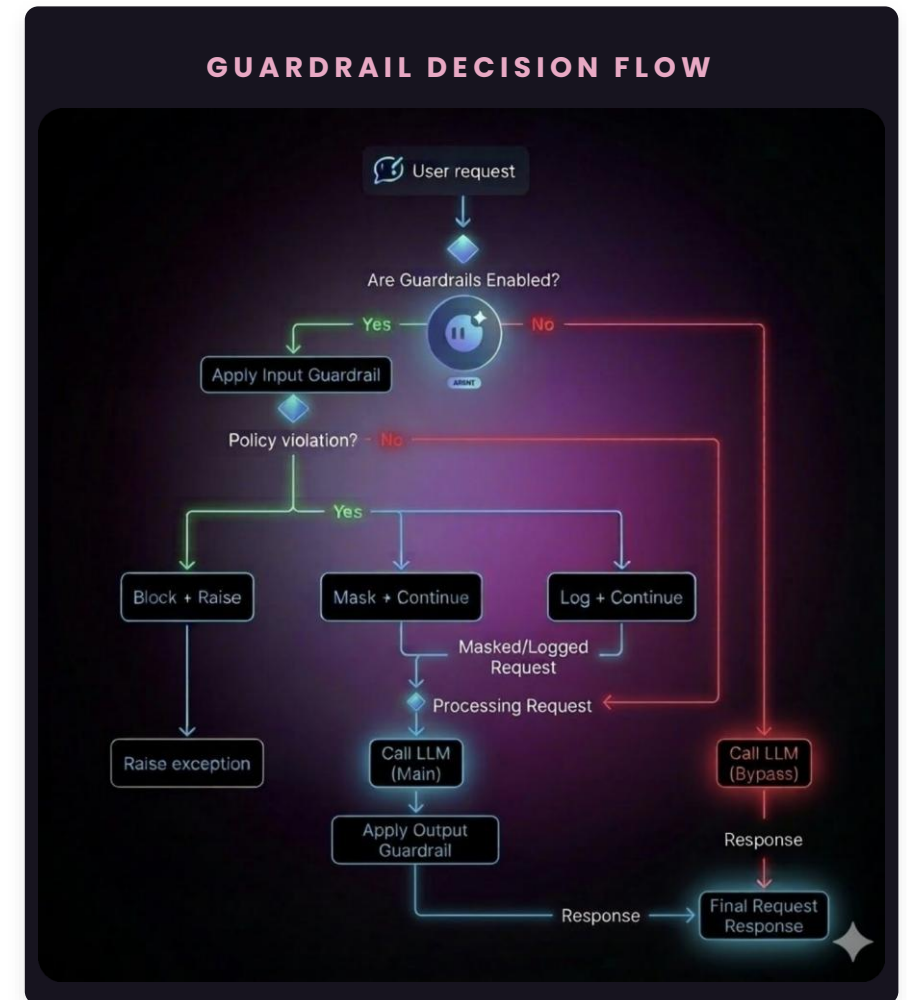 GUARDRAIL DECISION FLOW
User request
Are Guardrails Enabled?
Yes
No
Apply Input Guardrail
Policy violation?
No
Yes
Block + Raise
Mask + Continue
Log + Continue
Masked/Logged
Request
Processing Request
Raise exception
Call LLM
(Main)
Call LLM
(Bypass)
Apply Output
Guardrail
Response
Response
Final Request
Response